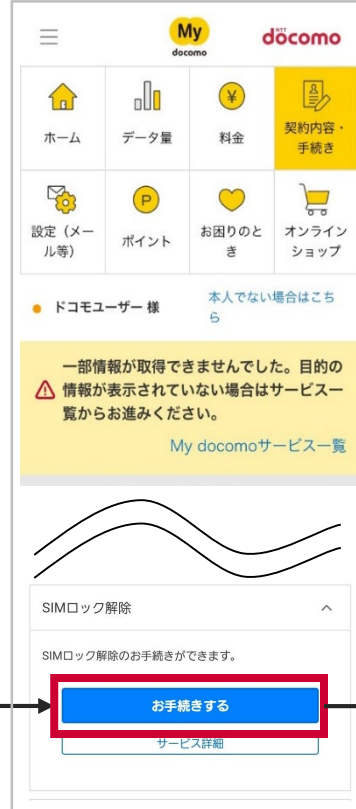 My
docomo
NTT
docomo
ホーム
データ量
¥
料金
契約内容・
手続き
設定（メー
ル等）
P
ポイント
お困りのと
き
オンライン
ショップ
ドコモユーザー 様
本人でない場合はこち
ら
一部情報が取得できませんでした。目的の
情報が表示されていない場合はサービス一
覧からお進みください。
My docomoサービス一覧
SIMロック解除
SIMロック解除のお手続きができます。
お手続きする
サービス詳細